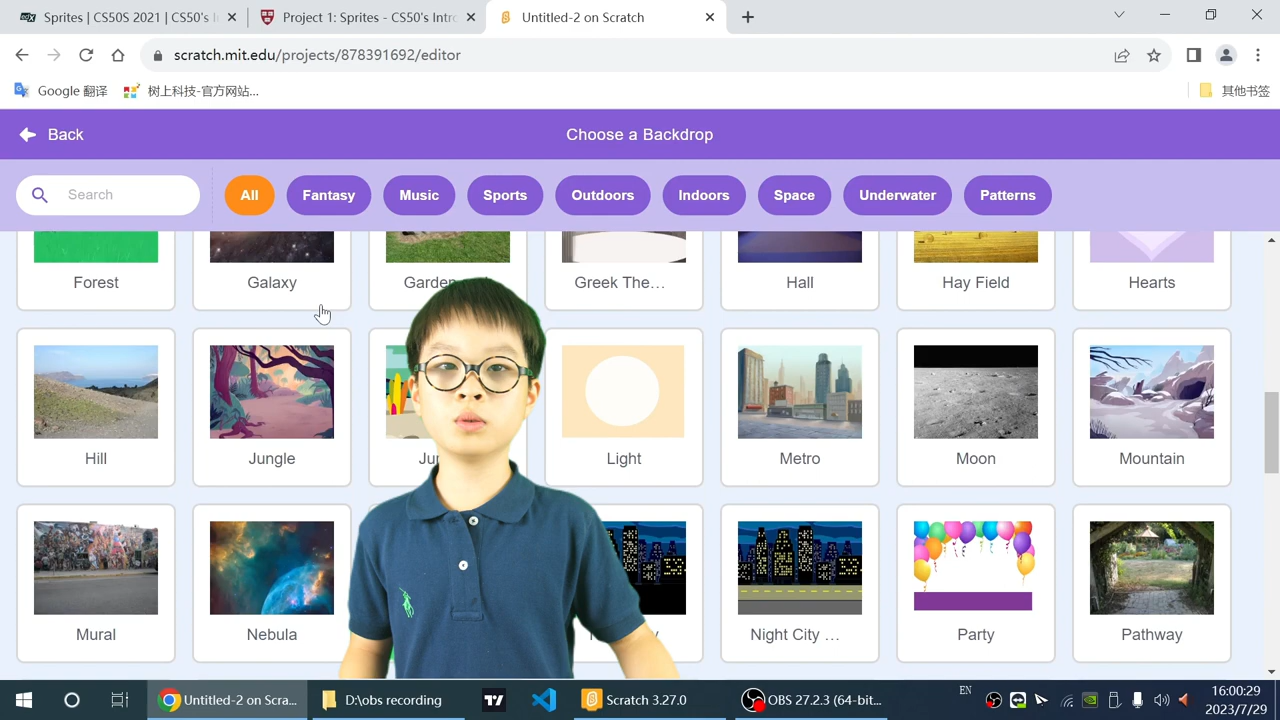 Sprites | CS50S 2021 | CS50's I
Project 1: Sprites - CS50's Intro
Untitled-2 on Scratch
scratch.mit.edu/projects/878391692/editor
Google 翻译
树上科技-官方网站...
其他书签
Back
Choose a Backdrop
Search
All
Fantasy
Music
Sports
Outdoors
Indoors
Space
Underwater
Patterns
Forest
Galaxy
Greek The...
Hall
Hay Field
Hearts
Hill
Jungle
Light
Metro
Moon
Mountain
Mural
Nebula
Night City ...
Party
Pathway
Untitled-2 on Scra...
D:\obs recording
Scratch 3.27.0
OBS 27.2.3 (64-bit...
EN
16:00:29
2023/7/29